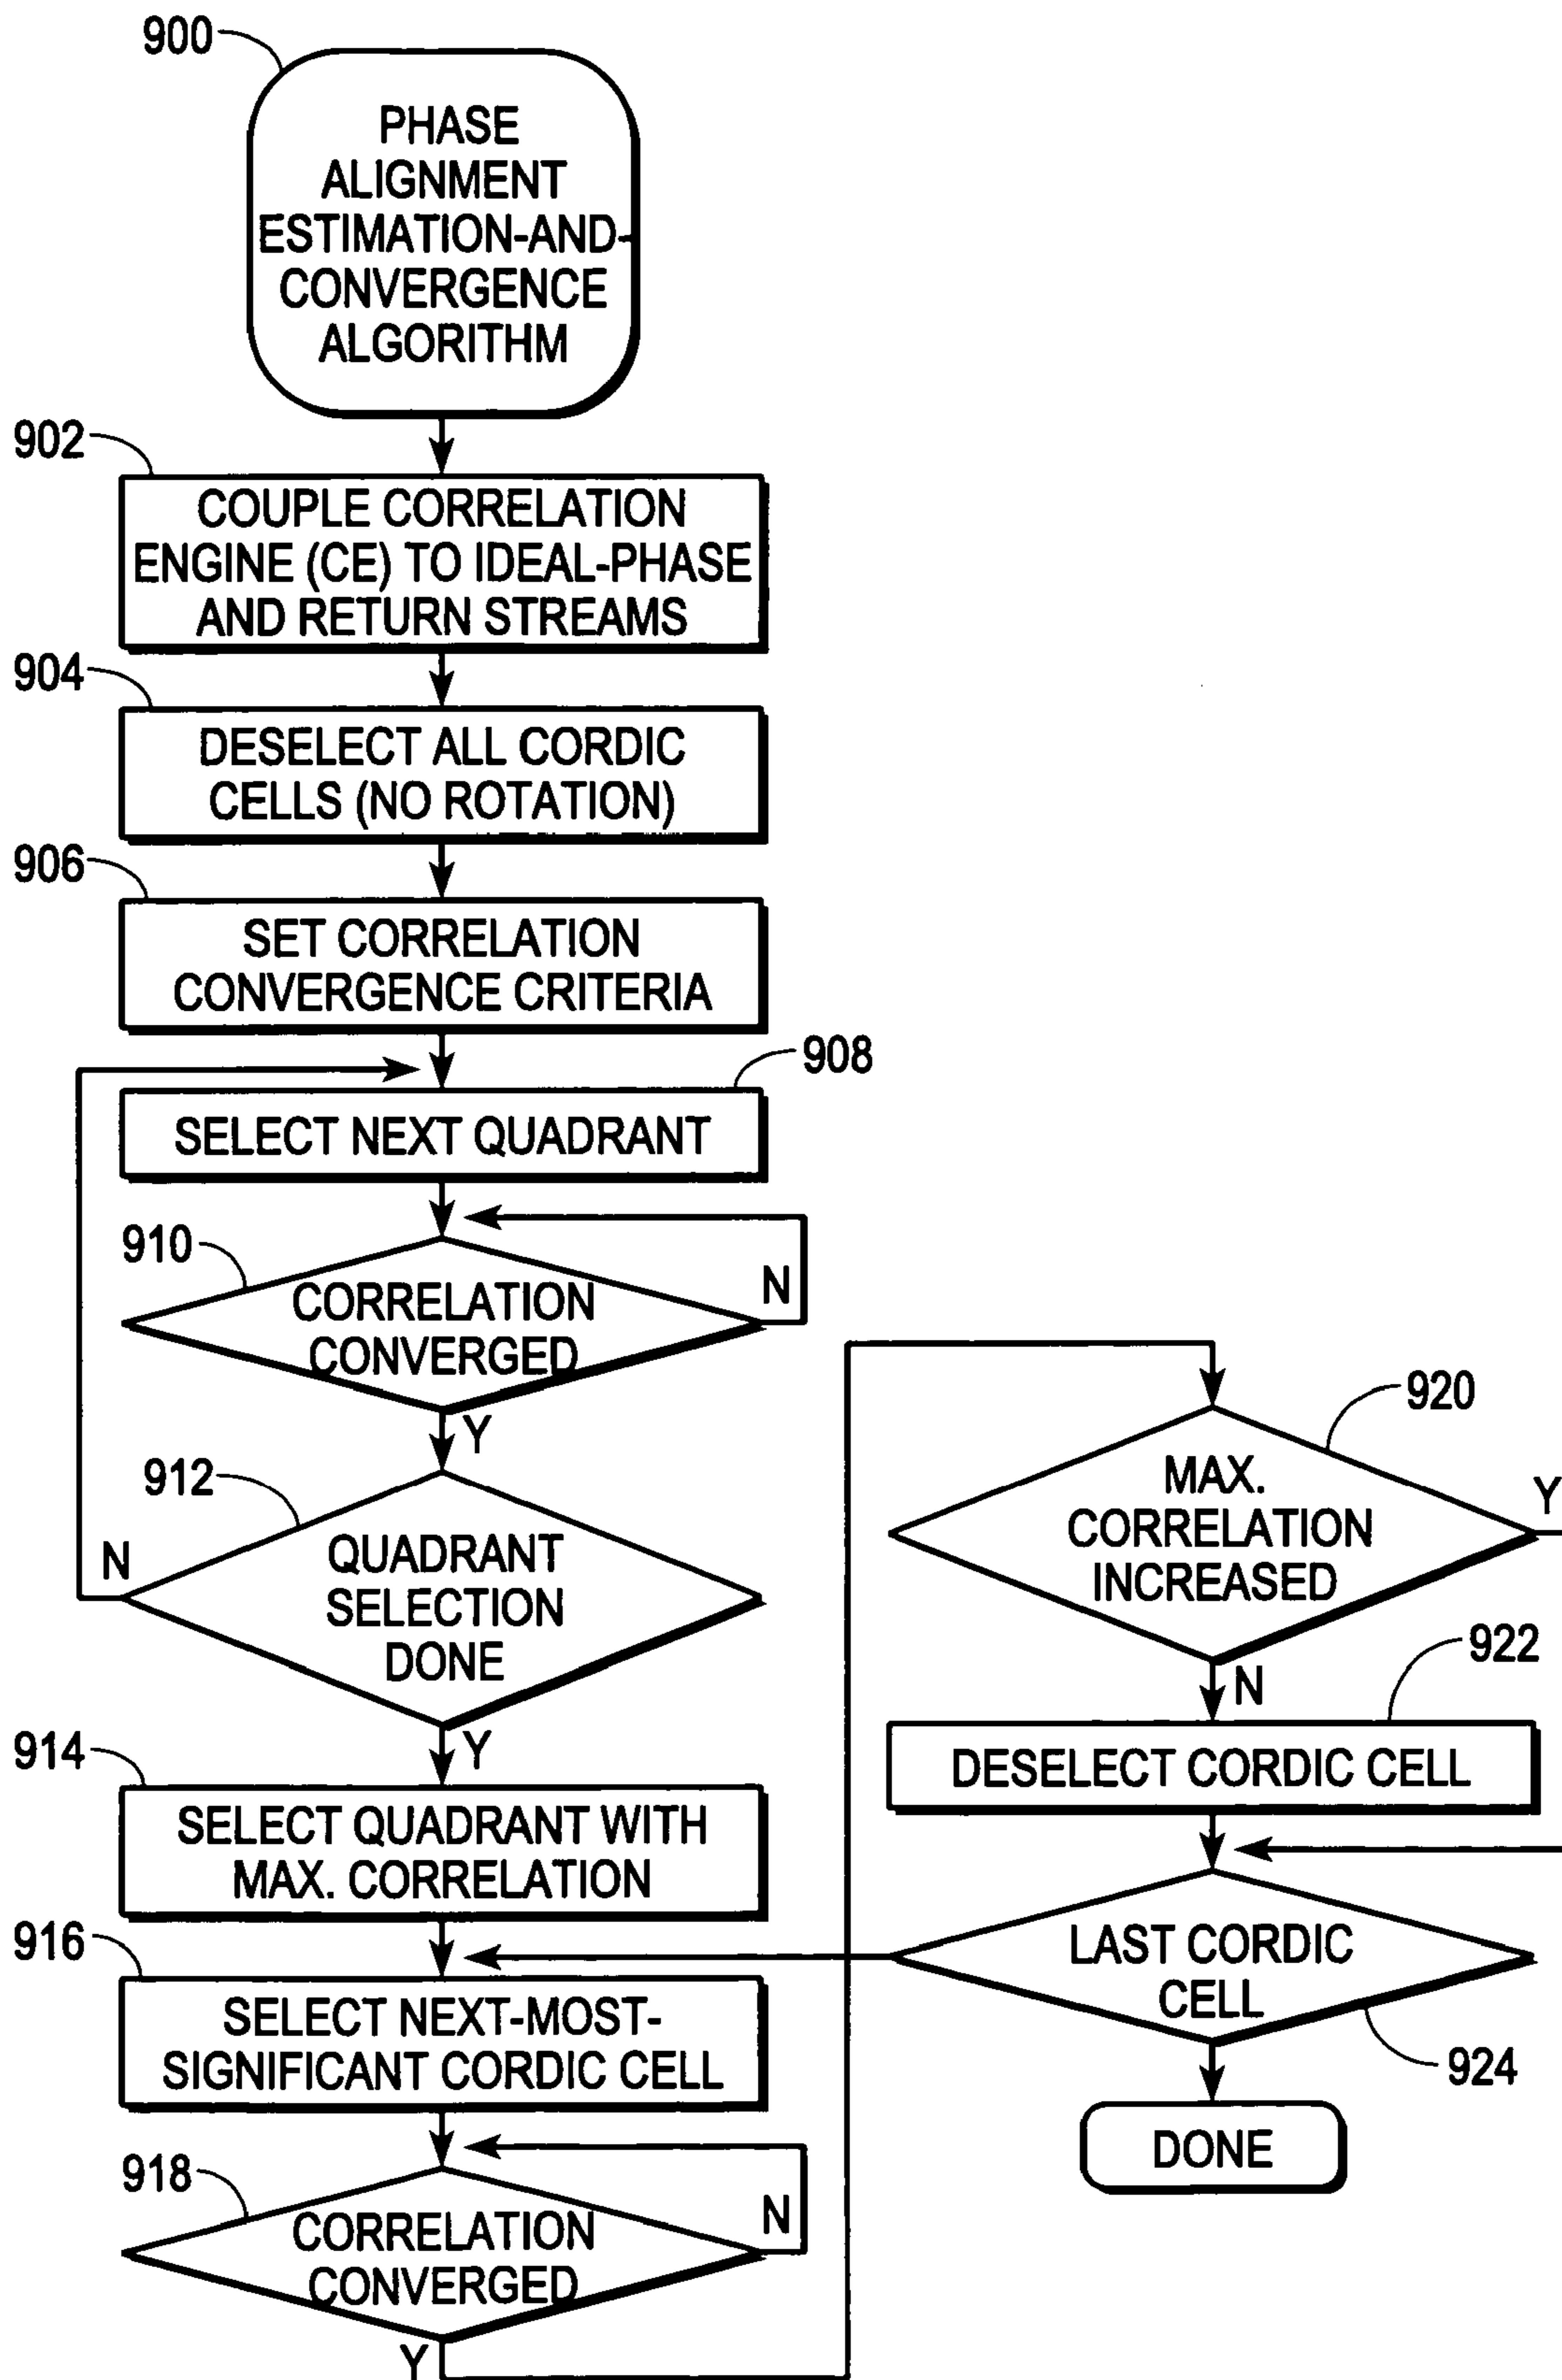 900
PHASE
ALIGNMENT
ESTIMATION-AND-
CONVERGENCE
ALGORITHM
902
COUPLE CORRELATION
ENGINE (CE) TO IDEAL-PHASE
AND RETURN STREAMS
904
DESELECT ALL CORDIC
CELLS (NO ROTATION)
906
SET CORRELATION
CONVERGENCE CRITERIA
908
SELECT NEXT QUADRANT
910
CORRELATION
CONVERGED
N
Y
912
QUADRANT
SELECTION
DONE
N
Y
914
SELECT QUADRANT WITH
MAX. CORRELATION
916
SELECT NEXT-MOST-
SIGNIFICANT CORDIC CELL
918
CORRELATION
CONVERGED
N
Y
920
MAX.
CORRELATION
INCREASED
Y
N
922
DESELECT CORDIC CELL
LAST CORDIC
CELL
924
DONE